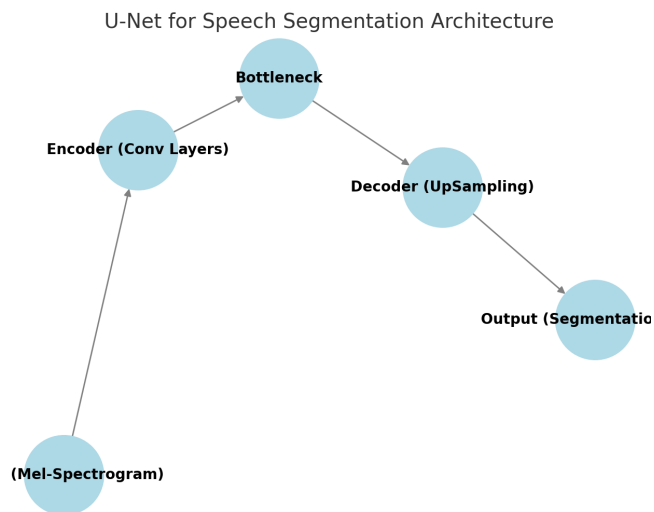 U-Net for Speech Segmentation Architecture
Bottleneck
Encoder (Conv Layers)
Decoder (UpSampling)
Output (Segmentatio
(Mel-Spectrogram)